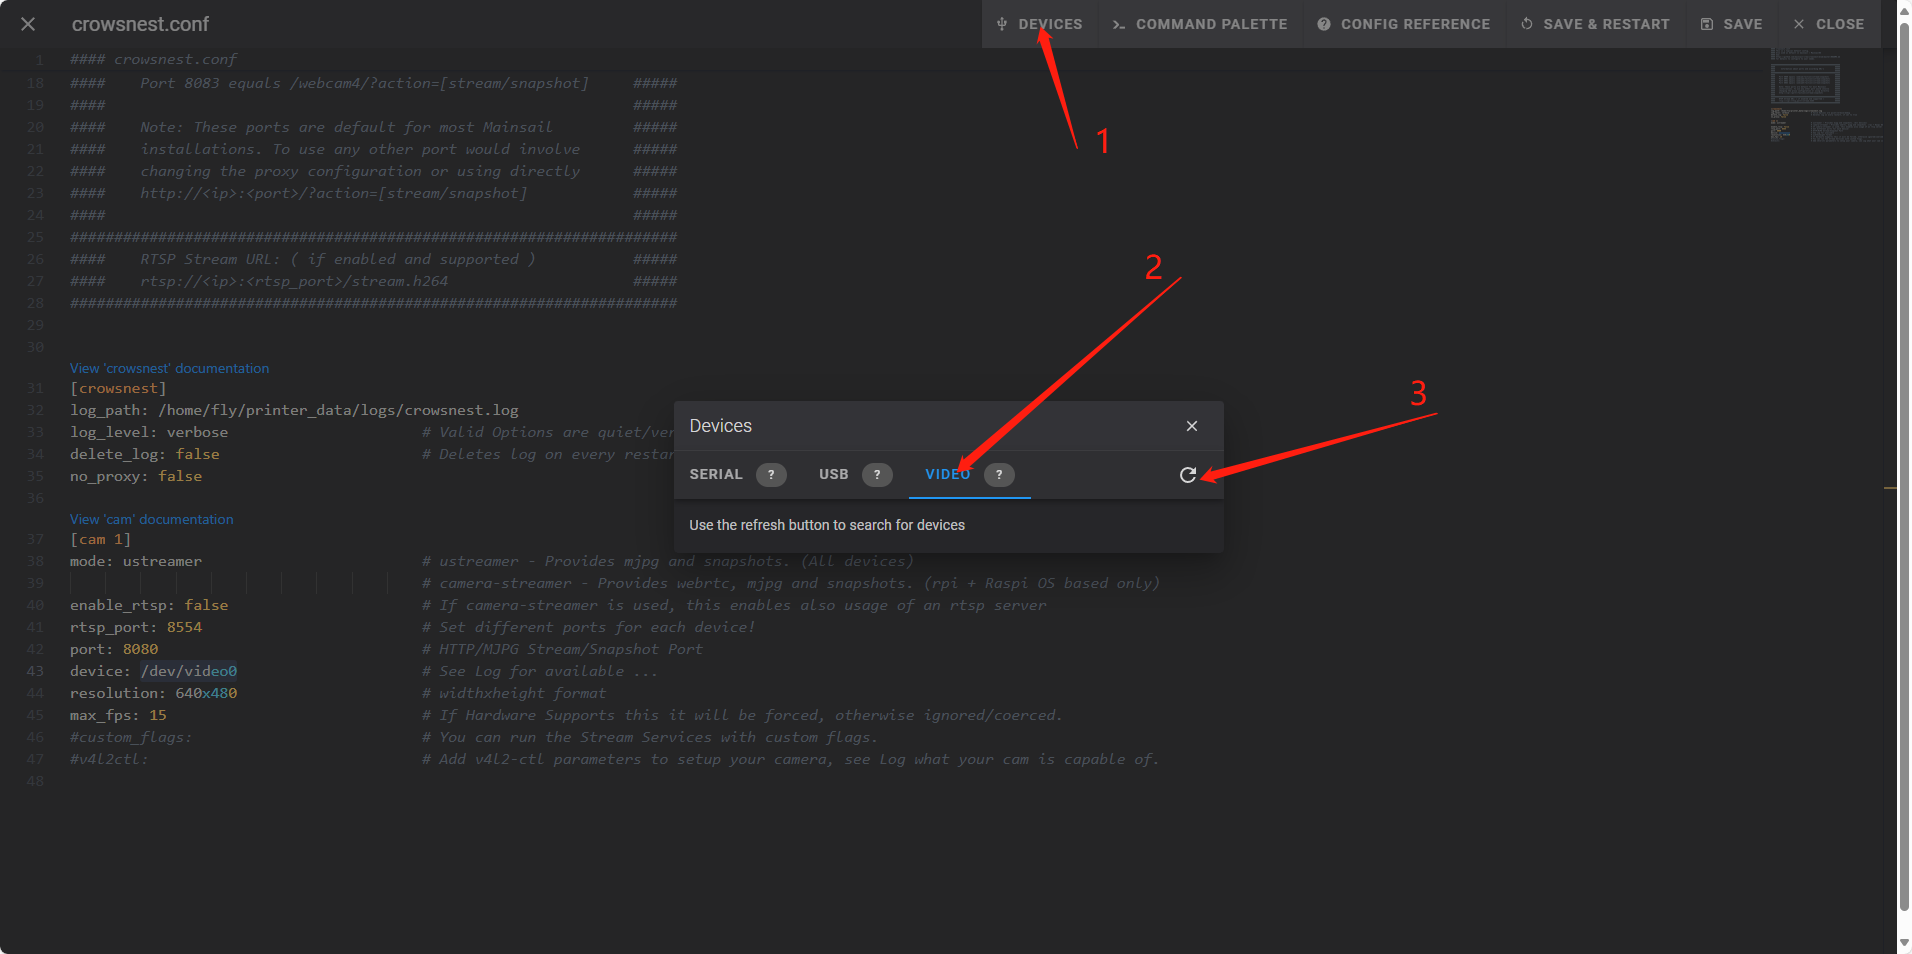 crowsnest.conf
DEVICES
COMMAND PALETTE
CONFIG REFERENCE
SAVE & RESTART
SAVE
CLOSE
1 #### crowsnest.conf
18 #### Port 8083 equals /webcam4/?action=[stream/snapshot] #####
19 #### #####
20 #### Note: These ports are default for most Mainsail #####
21 #### installations. To use any other port would involve #####
22 #### changing the proxy configuration or using directly #####
23 #### http://<ip>:<port>/?action=[stream/snapshot] #####
24 #### #####
25 #####################################################################
26 #### RTSP Stream URL: ( if enabled and supported ) #####
27 #### rtsp://<ip>:<rtsp_port>/stream.h264 #####
28 #####################################################################
29
30
View 'crowsnest' documentation
31 [crowsnest]
32 log_path: /home/fly/printer_data/logs/crowsnest.log
33 log_level: verbose # Valid Options are quiet/ver
34 delete_log: false # Deletes log on every restar
35 no_proxy: false
36
View 'cam' documentation
37 [cam 1]
38 mode: ustreamer # ustreamer - Provides mjpg and snapshots. (All devices)
39 # camera-streamer - Provides webrtc, mjpg and snapshots. (rpi + Raspi OS based only)
40 enable_rtsp: false # If camera-streamer is used, this enables also usage of an rtsp server
41 rtsp_port: 8554 # Set different ports for each device!
42 port: 8080 # HTTP/MJPG Stream/Snapshot Port
43 device: /dev/video0 # See Log for available ...
44 resolution: 640x480 # widthxheight format
45 max_fps: 15 # If Hardware Supports this it will be forced, otherwise ignored/coerced.
46 #custom_flags: # You can run the Stream Services with custom flags.
47 #v4l2ctl: # Add v4l2-ctl parameters to setup your camera, see Log what your cam is capable of.
48
1
2
3
Devices
SERIAL ?
USB ?
VIDEO ?
Use the refresh button to search for devices